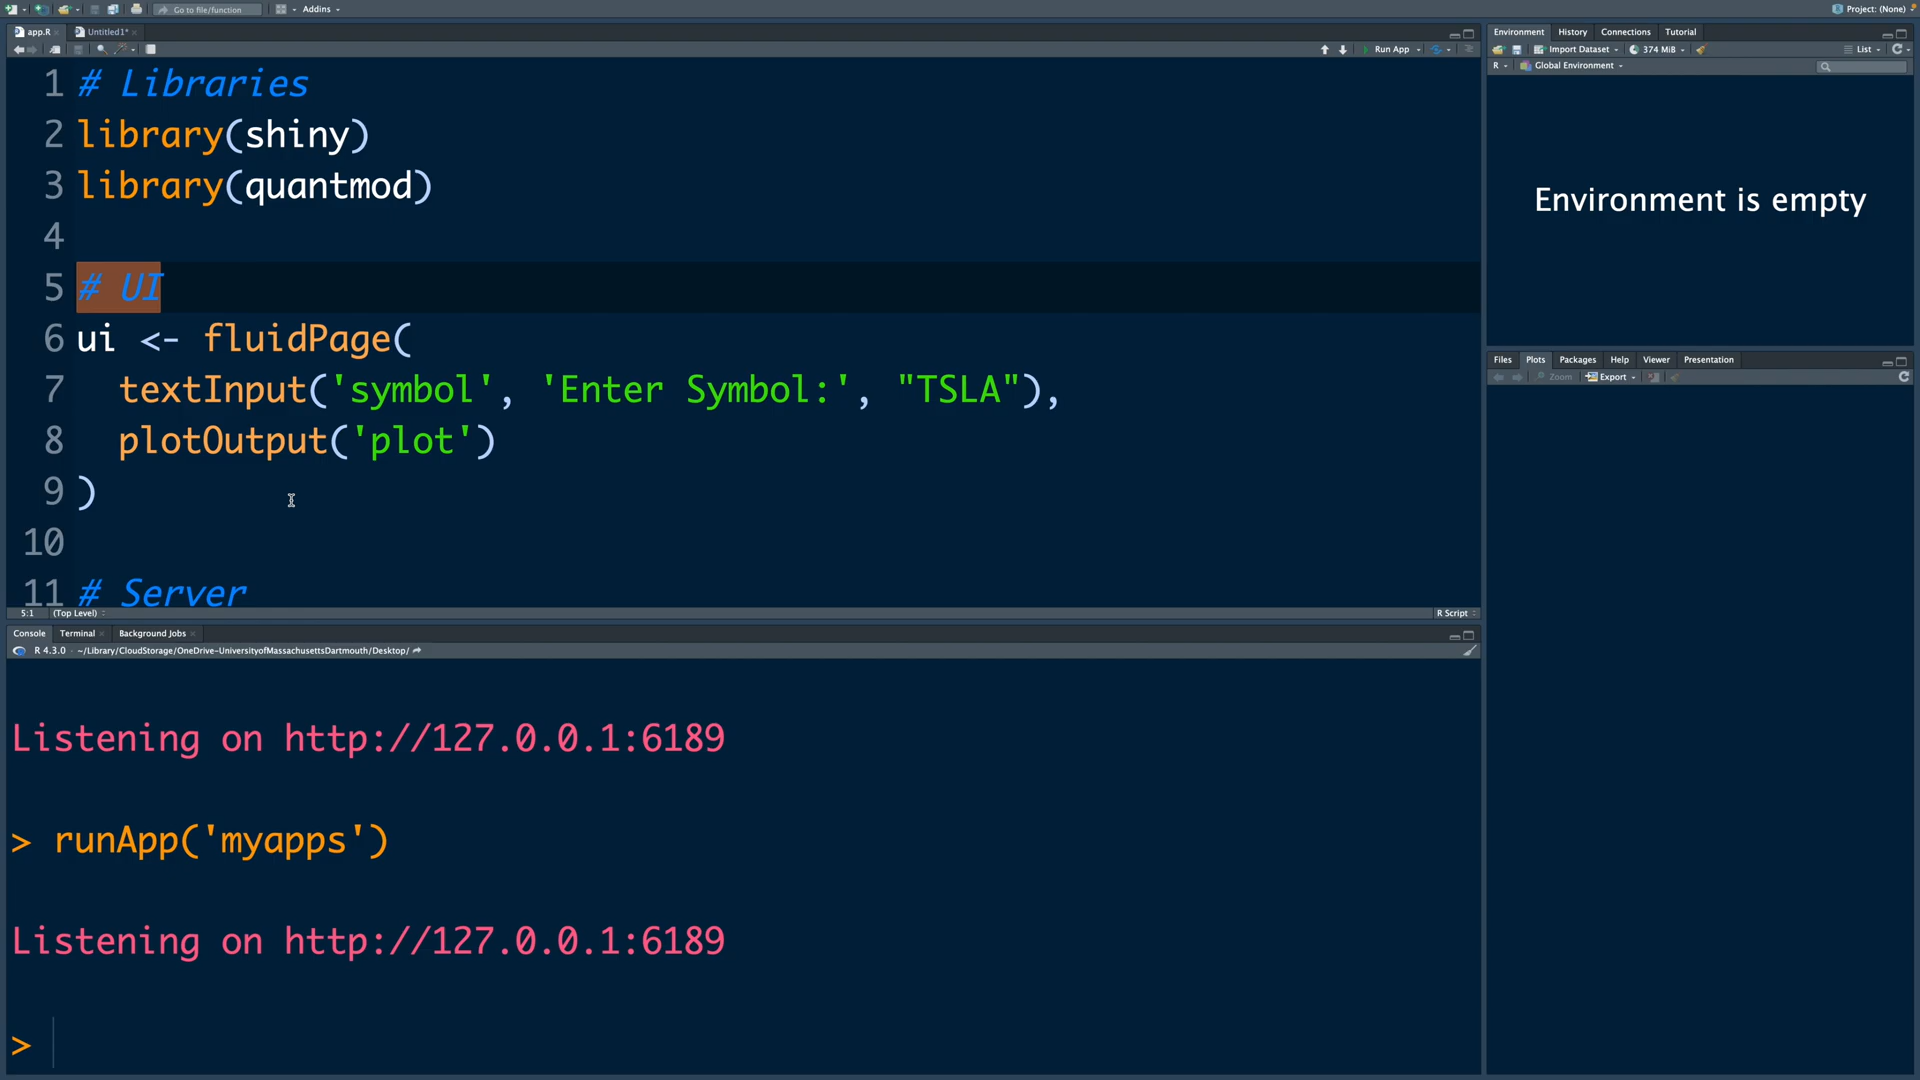 Go to file/function
Addins
Project: (None)
app.R
Untitled1*
Run App
1 # Libraries
2 library(shiny)
3 library(quantmod)
4
5 # UI
6 ui <- fluidPage(
7 textInput('symbol', 'Enter Symbol:', "TSLA"),
8 plotOutput('plot')
9 )
10
11 # Server
5:1 (Top Level)
R Script
Console Terminal Background Jobs
R 4.3.0 · ~/Library/CloudStorage/OneDrive-UniversityofMassachusettsDartmouth/Desktop/
Listening on http://127.0.0.1:6189
> runApp('myapps')
Listening on http://127.0.0.1:6189
>
Environment History Connections Tutorial
Import Dataset 374 MiB List
R Global Environment
Environment is empty
Files Plots Packages Help Viewer Presentation
Zoom Export